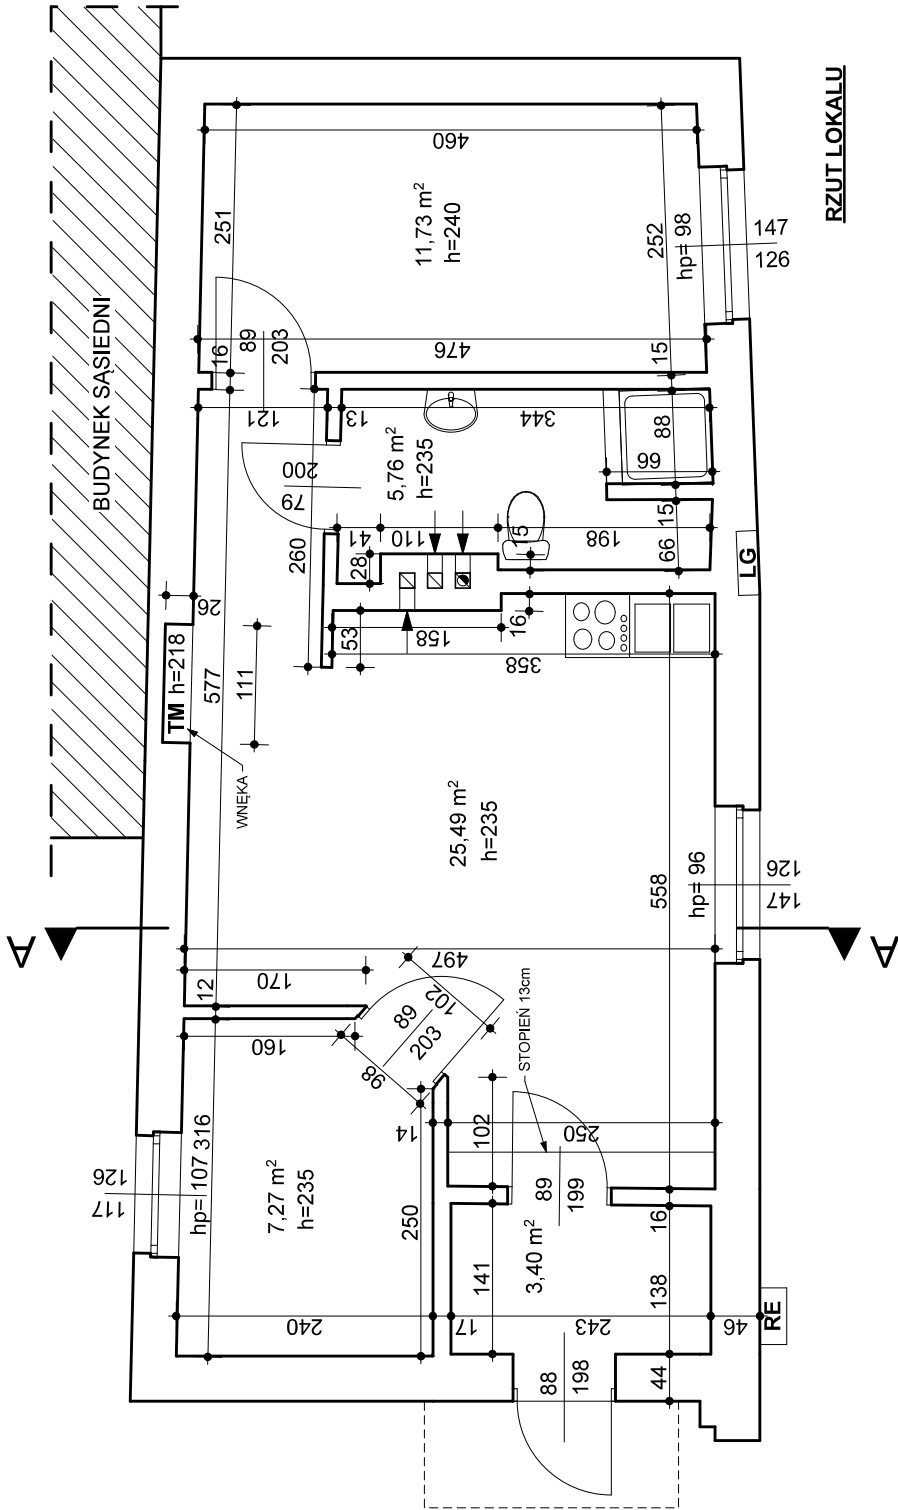 BUDYNEK SĄSIEDNI
RZUT LOKALU
460
251
11,73 m²
h=240
252
hp= 98
147
126
16
89
203
476
15
121
13
344
88
99
200
79
5,76 m²
h=235
41
110
15
198
15
66
260
28
26
TM h=218
577
111
53
158
16
358
LG
WNĘKA
25,49 m²
h=235
558
hp= 96
126
147
A
A
497
170
12
160
102
89
203
98
STOPIEŃ 13cm
14
102
250
126
117
hp= 107
316
7,27 m²
h=235
250
89
199
141
3,40 m²
16
138
240
17
243
46
RE
88
198
44